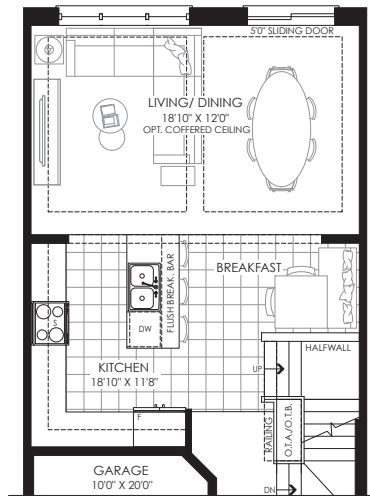 5'0" SLIDING DOOR
LIVING/ DINING
18'10" X 12'0"
OPT. COFFERED CEILING
BREAKFAST
FLUSH BREAK. BAR
DW
S
HALFWALL
UP
KITCHEN
18'10" X 11'8"
F
RAILING
O.T.A./O.T.B.
GARAGE
10'0" X 20'0"
DN